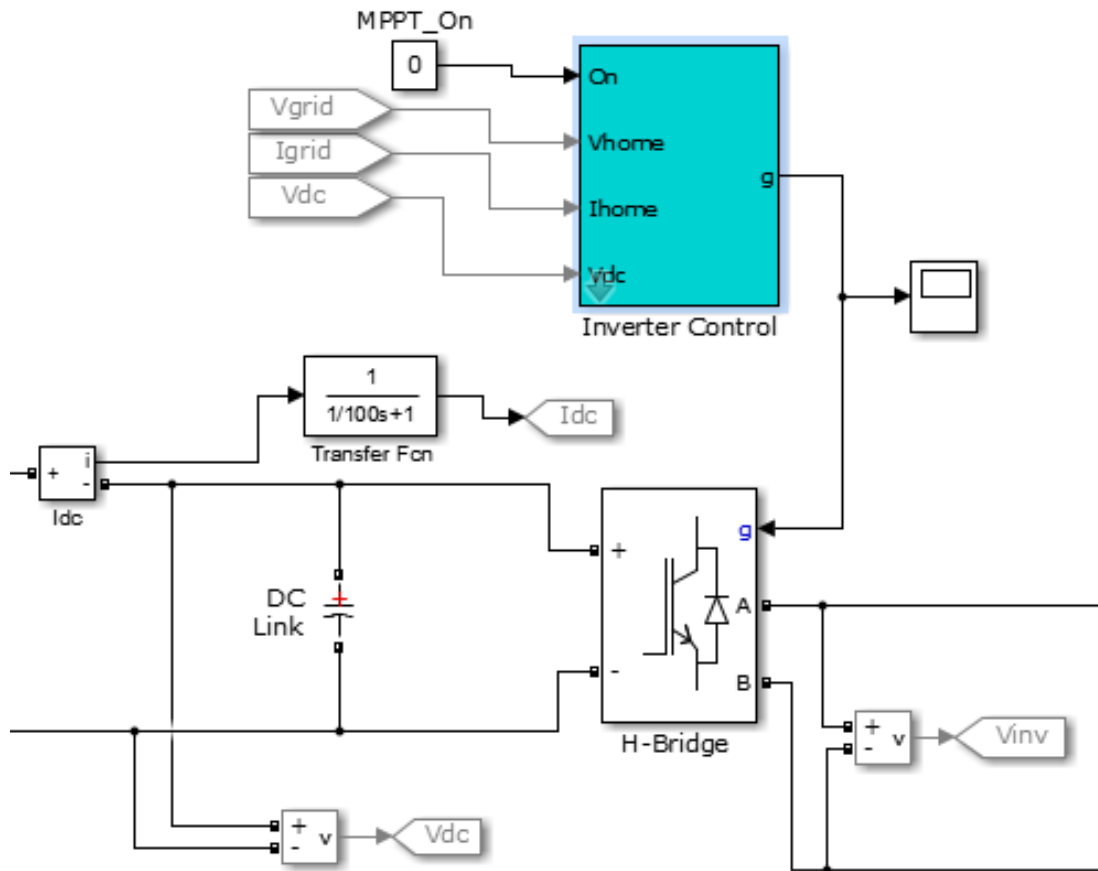 MPPT_On
0
On
Vgrid
Vhome
Igrid
g
Vdc
Ihome
Vdc
Inverter Control
1
1/100s+1
Idc
Transfer Fcn
+
i
-
Idc
g
+
DC
Link
+
A
-
B
H-Bridge
+
-
v
Vinv
+
-
v
Vdc